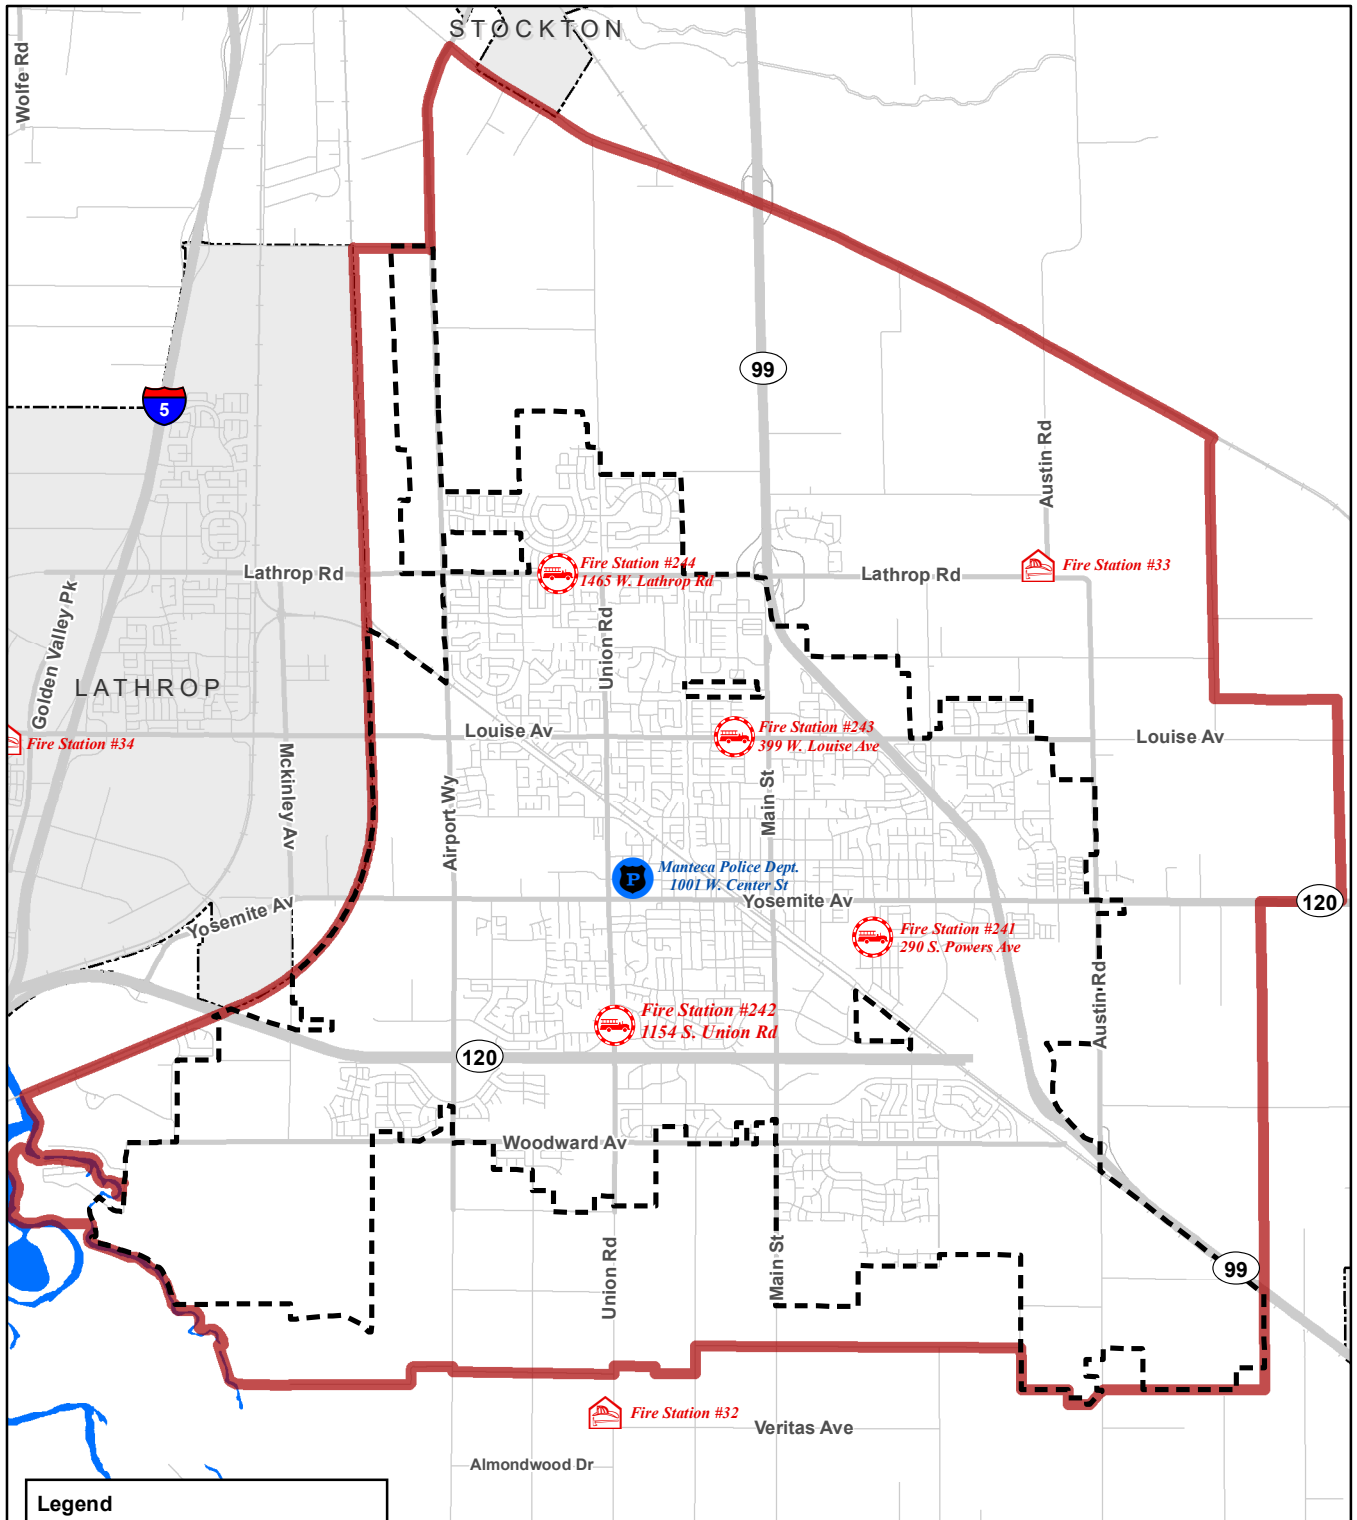 STOCKTON
Wolfe Rd
99
5
Austin Rd
Fire Station #244
1465 W. Lathrop Rd
Lathrop Rd
Lathrop Rd
Fire Station #33
Golden Valley Pk
Union Rd
LATHROP
Fire Station #34
Louise Av
Fire Station #243
399 W. Louise Ave
Louise Av
Mckinley Av
Airport Wy
Main St
Manteca Police Dept.
1001 W. Center St
Yosemite Av
Yosemite Av
120
Fire Station #241
290 S. Powers Ave
P
Fire Station #242
1154 S. Union Rd
Austin Rd
120
Woodward Av
Union Rd
Main St
99
Fire Station #32
Veritas Ave
Almondwood Dr
Legend